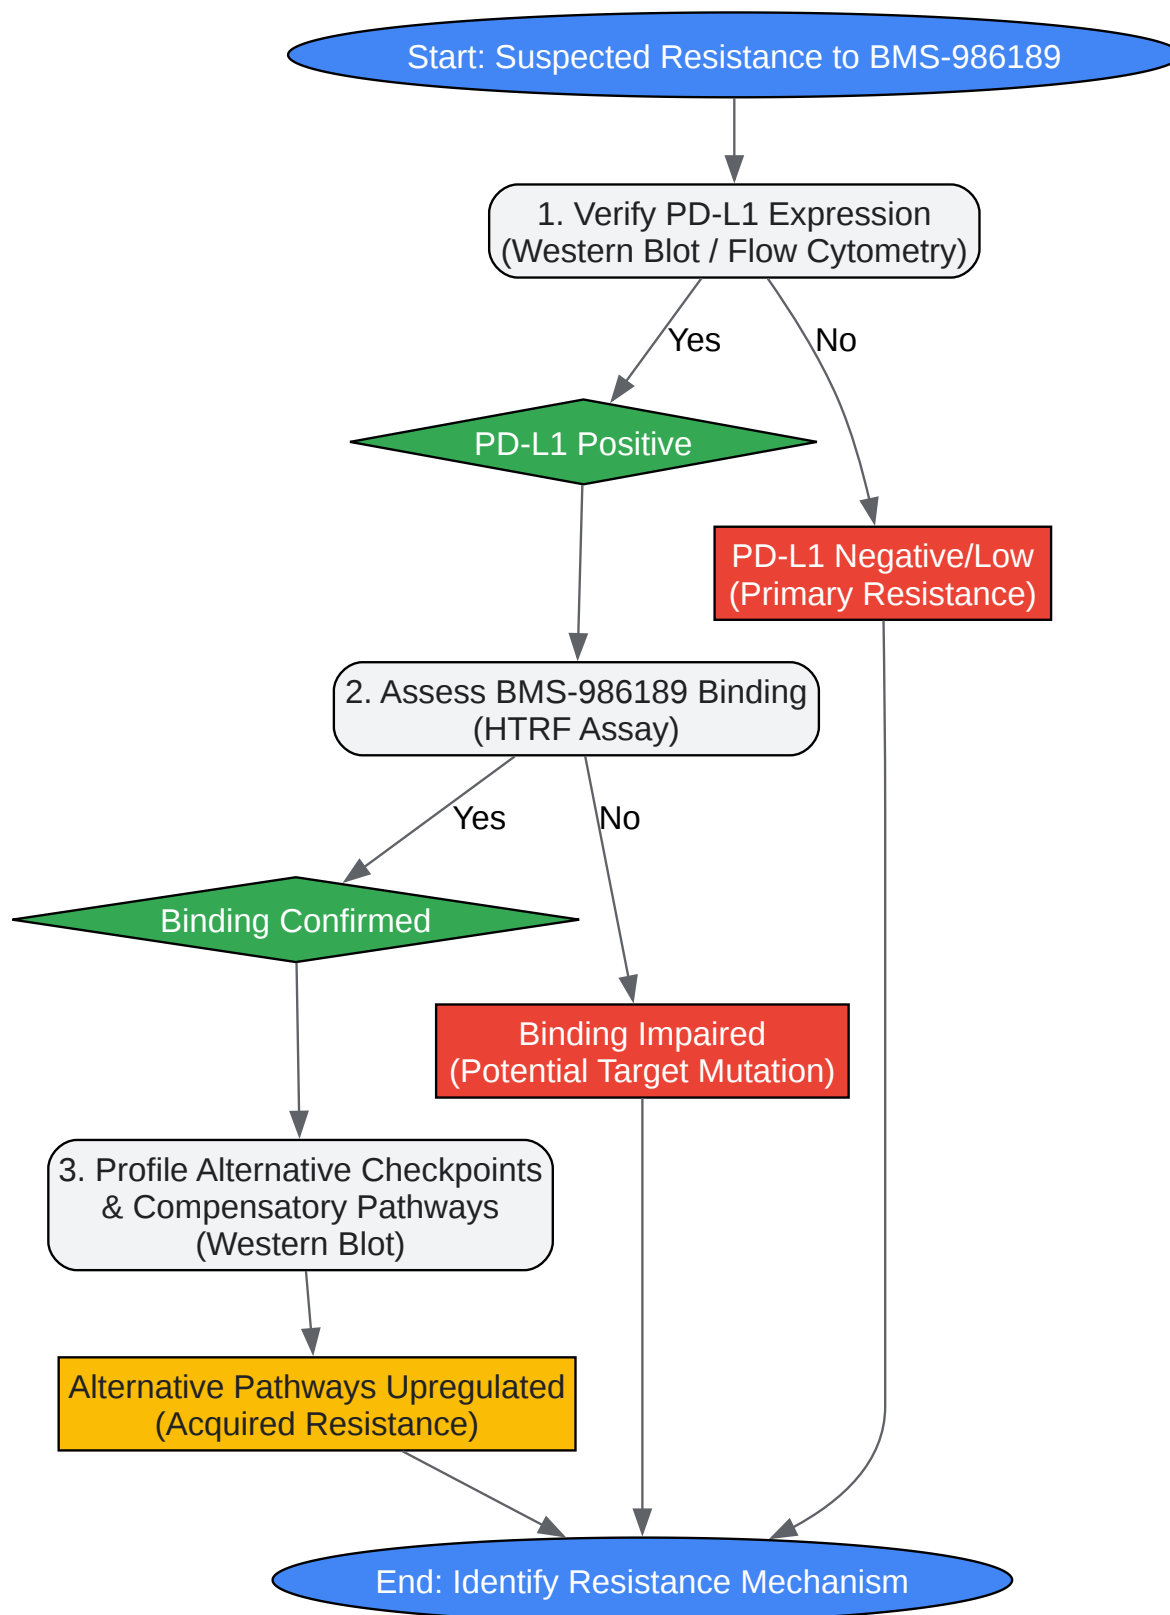 Start: Suspected Resistance to BMS-986189
1. Verify PD-L1 Expression
(Western Blot / Flow Cytometry)
Yes
No
PD-L1 Positive
PD-L1 Negative/Low
(Primary Resistance)
2. Assess BMS-986189 Binding
(HTRF Assay)
Yes
No
Binding Confirmed
Binding Impaired
(Potential Target Mutation)
3. Profile Alternative Checkpoints
& Compensatory Pathways
(Western Blot)
Alternative Pathways Upregulated
(Acquired Resistance)
End: Identify Resistance Mechanism